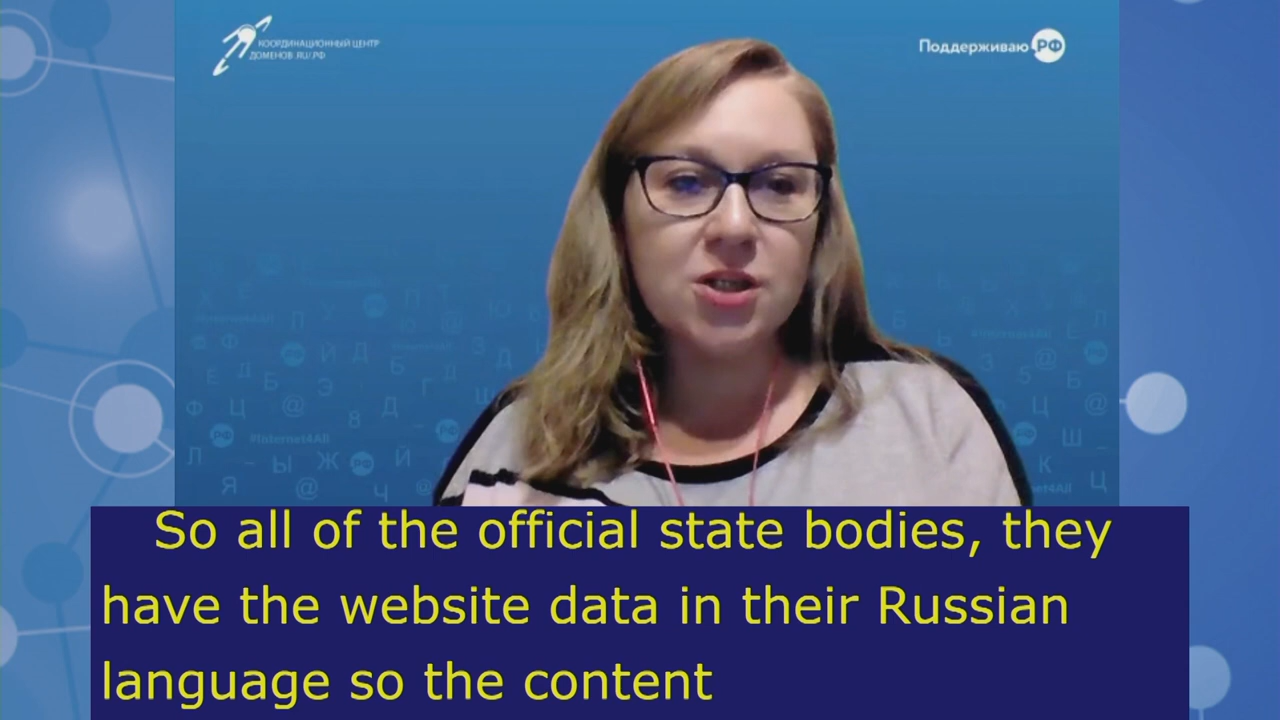 КООРДИНАЦИОННЫЙ ЦЕНТР
ДОМЕНОВ .RU/.РФ
Поддерживаю РФ
#Internet4All
So all of the official state bodies, they
have the website data in their Russian
language so the content